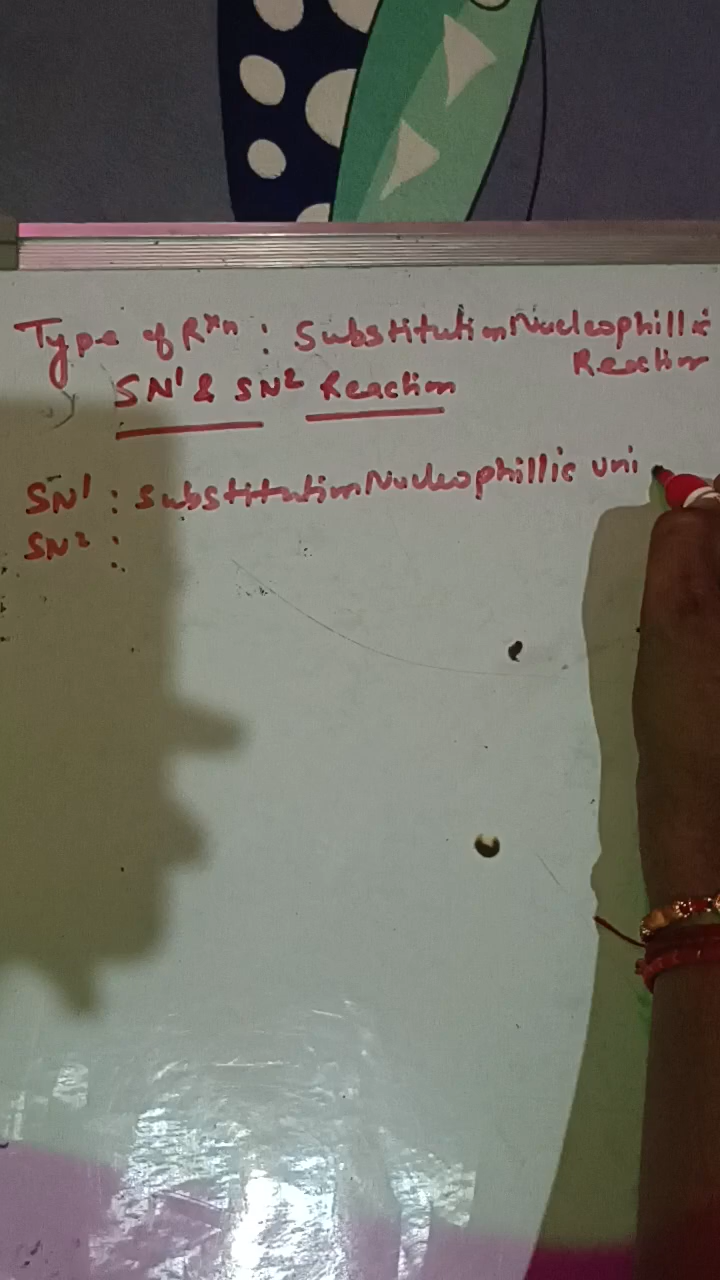 Type of Rxn : Substitution Nucleophillic
Reaction
SN1 & SN2 Reaction
SN1 : Substitution Nucleophillic uni
SN2 :